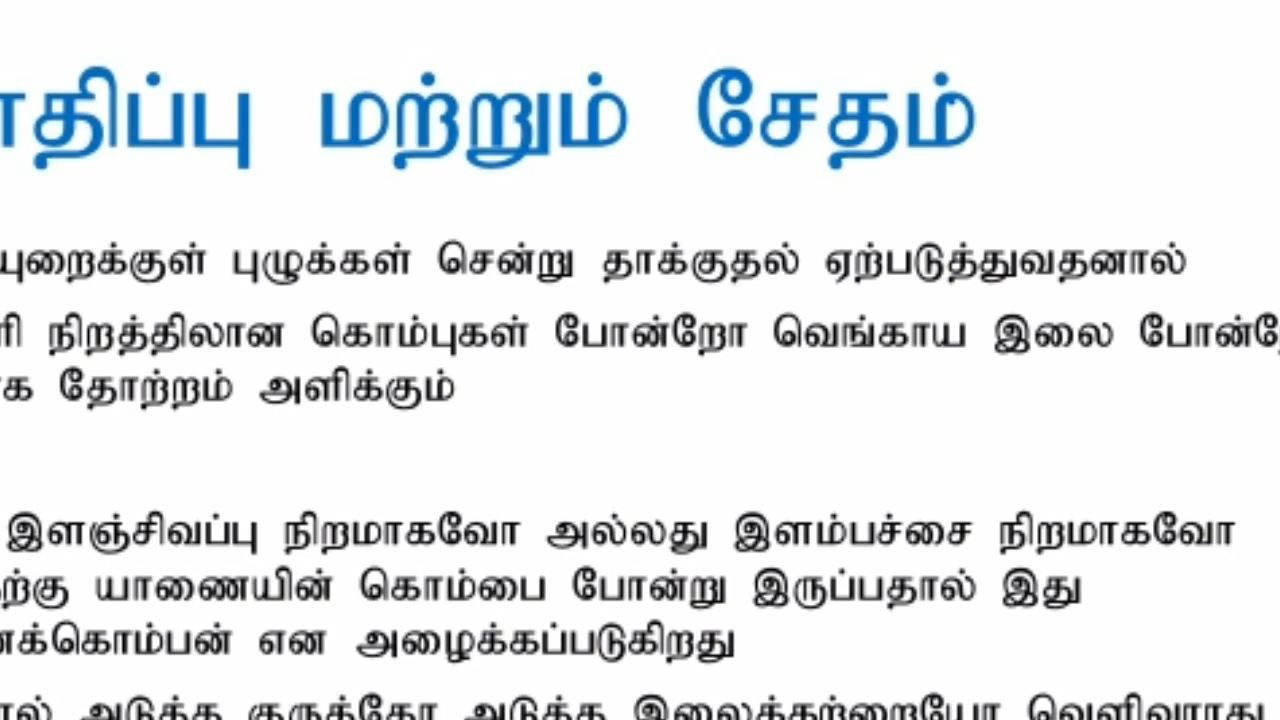 மற்றும் சேதம்
புழுக்கள் சென்று தாக்குதல் ஏற்படுத்துவதனால்
நிறத்திலான கொம்புகள் போன்றோ வெங்காய இலை
தோற்றம் அளிக்கும்
இளஞ்சிவப்பு நிறமாகவோ அல்லது இளம்பச்சை நிறமாகவோ
யாணையின் கொம்பை போன்று இருப்பதால் இது
என அழைக்கப்படுகிறது